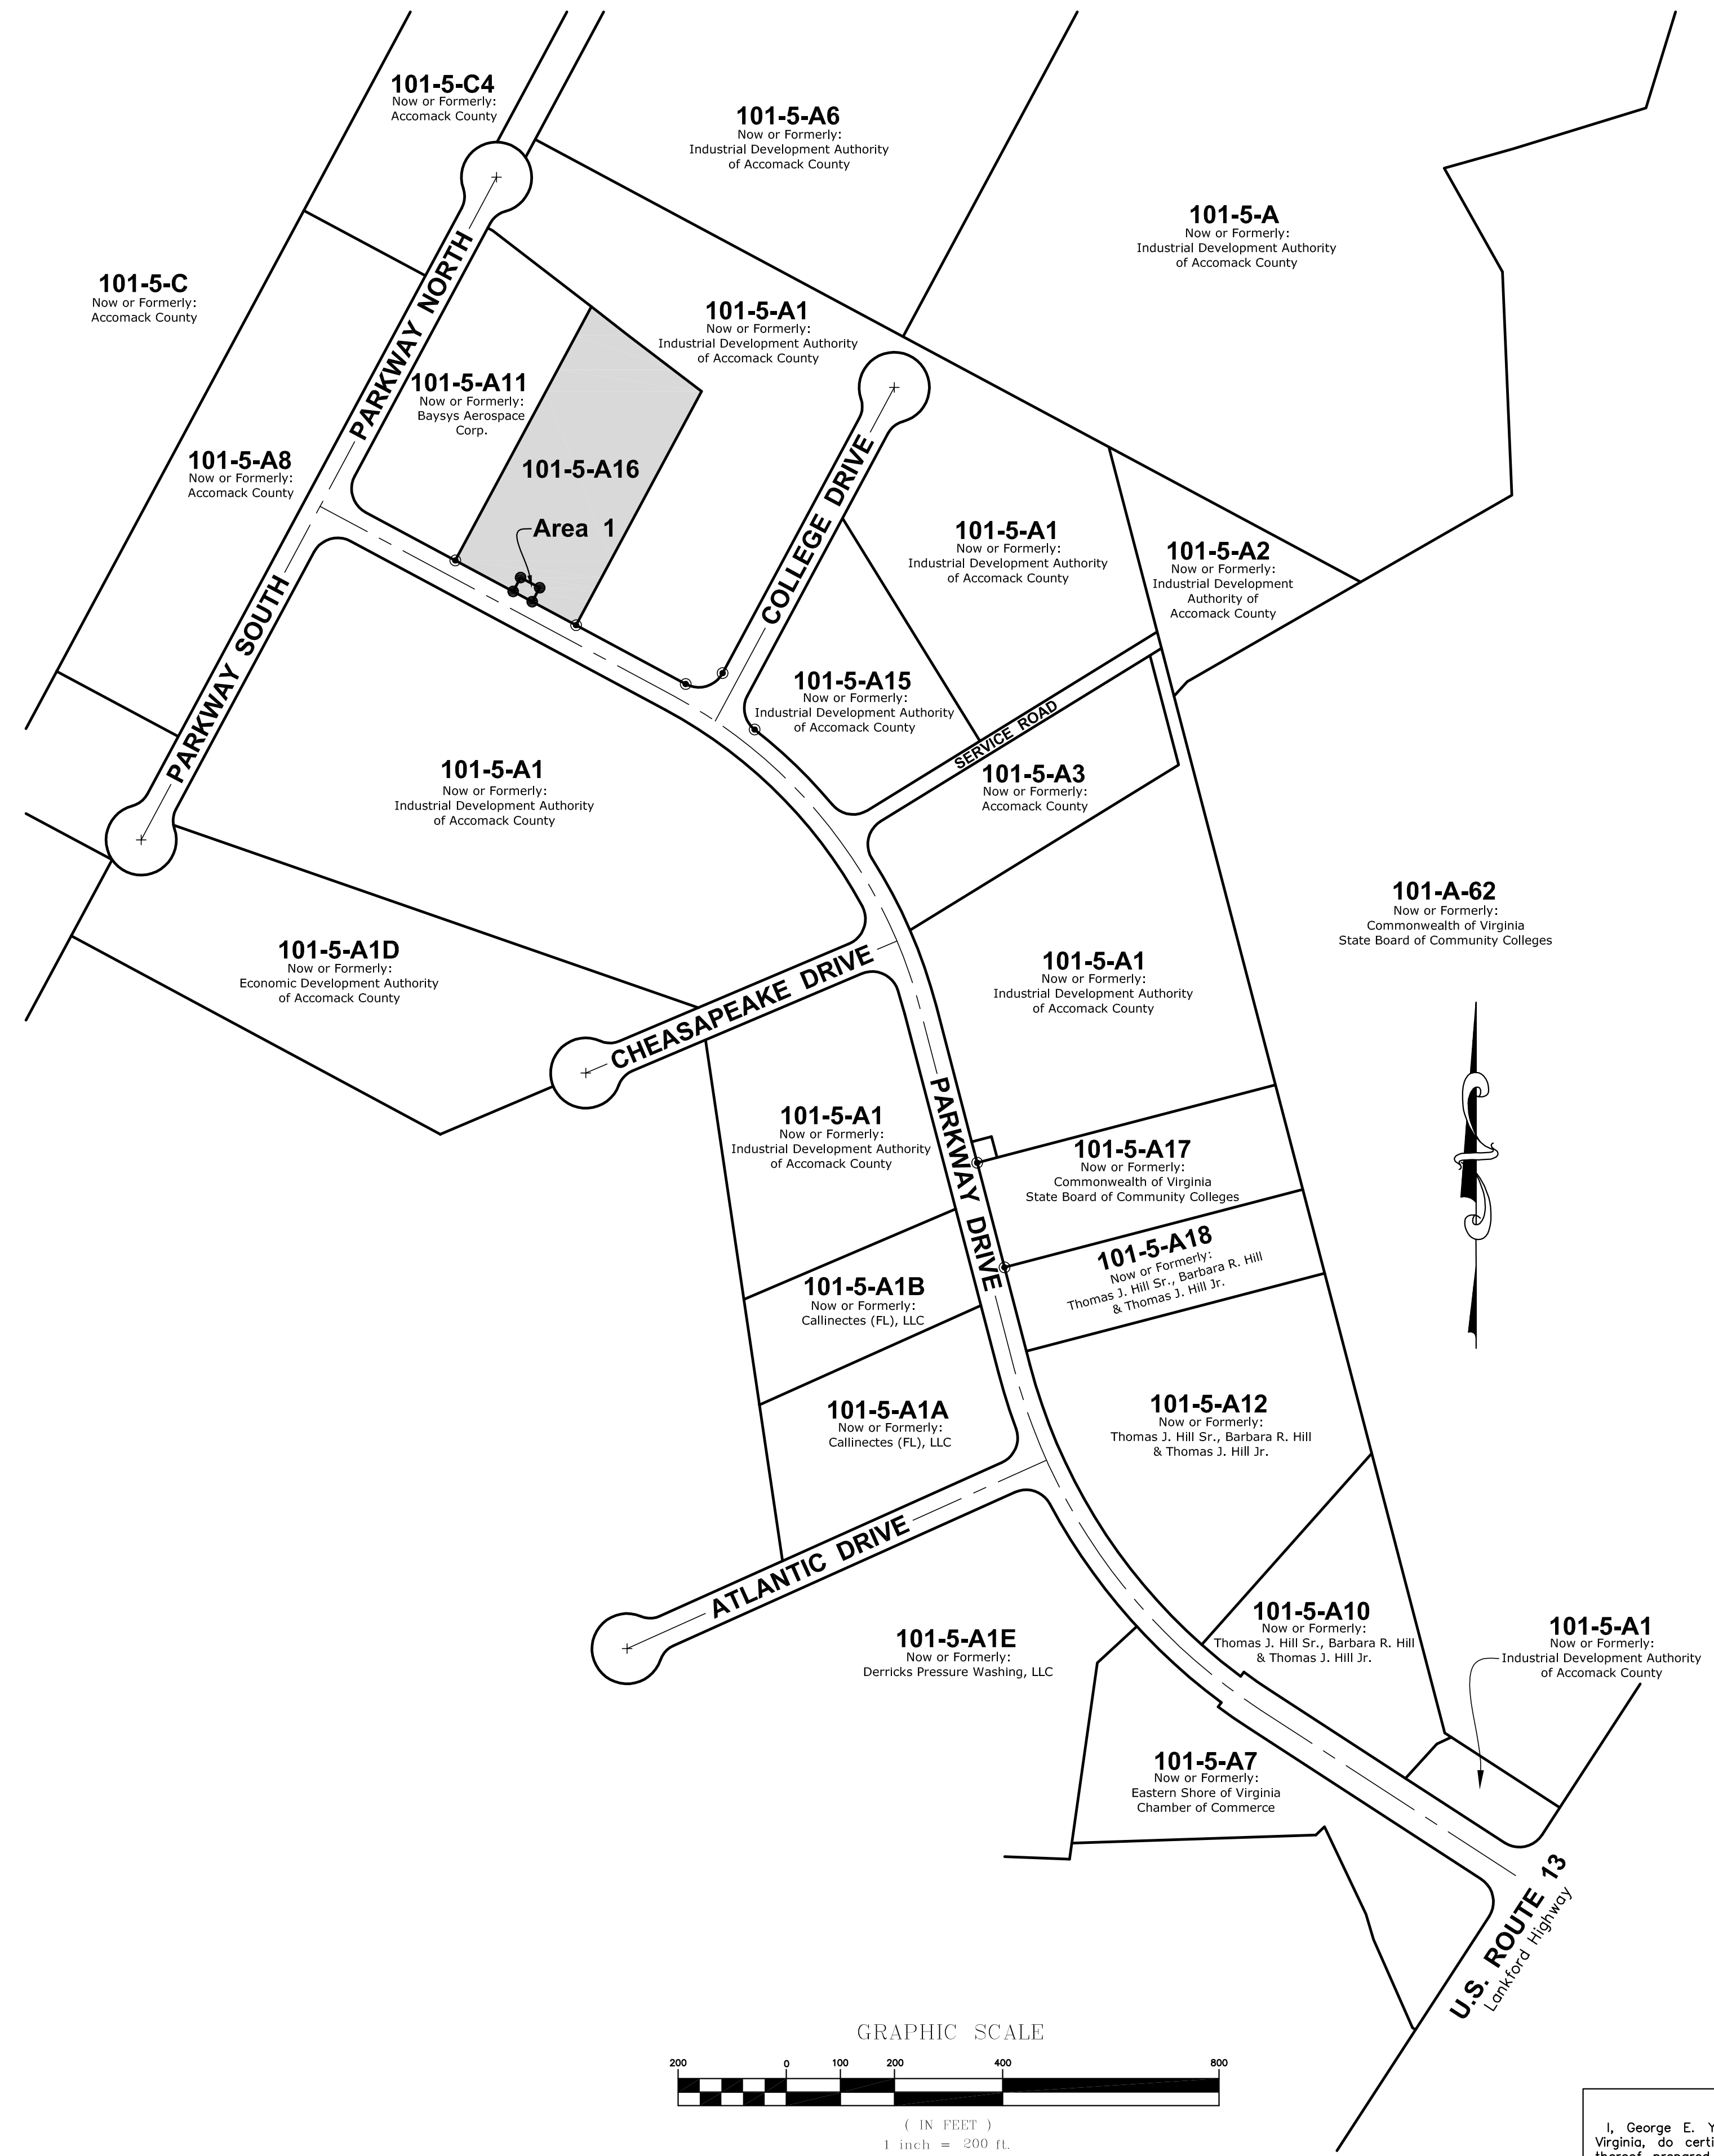 101-5-C4
Now or Formerly:
Accomack County
101-5-A6
Now or Formerly:
Industrial Development Authority
of Accomack County
101-5-A
Now or Formerly:
Industrial Development Authority
of Accomack County
101-5-C
Now or Formerly:
Accomack County
PARKWAY NORTH
101-5-A1
Now or Formerly:
Industrial Development Authority
of Accomack County
101-5-A11
Now or Formerly:
Baysys Aerospace
Corp.
101-5-A8
Now or Formerly:
Accomack County
101-5-A16
Area 1
COLLEGE DRIVE
101-5-A1
Now or Formerly:
Industrial Development Authority
of Accomack County
101-5-A2
Now or Formerly:
Industrial Development
Authority of
Accomack County
PARKWAY SOUTH
101-5-A15
Now or Formerly:
Industrial Development Authority
of Accomack County
SERVICE ROAD
101-5-A3
Now or Formerly:
Accomack County
101-5-A1
Now or Formerly:
Industrial Development Authority
of Accomack County
101-A-62
Now or Formerly:
Commonwealth of Virginia
State Board of Community Colleges
101-5-A1D
Now or Formerly:
Economic Development Authority
of Accomack County
CHEASAPEAKE DRIVE
101-5-A1
Now or Formerly:
Industrial Development Authority
of Accomack County
101-5-A1
Now or Formerly:
Industrial Development Authority
of Accomack County
PARKWAY DRIVE
101-5-A17
Now or Formerly:
Commonwealth of Virginia
State Board of Community Colleges
101-5-A18
Now or Formerly:
Thomas J. Hill Sr., Barbara R. Hill
& Thomas J. Hill Jr.
101-5-A1B
Now or Formerly:
Callinectes (FL), LLC
101-5-A1A
Now or Formerly:
Callinectes (FL), LLC
101-5-A12
Now or Formerly:
Thomas J. Hill Sr., Barbara R. Hill
& Thomas J. Hill Jr.
ATLANTIC DRIVE
101-5-A1E
Now or Formerly:
Derricks Pressure Washing, LLC
101-5-A10
Now or Formerly:
Thomas J. Hill Sr., Barbara R. Hill
& Thomas J. Hill Jr.
101-5-A1
Now or Formerly:
Industrial Development Authority
of Accomack County
101-5-A7
Now or Formerly:
Eastern Shore of Virginia
Chamber of Commerce
U.S. ROUTE 13
Lankford Highway
GRAPHIC SCALE
200 0 100 200 400 800
( IN FEET )
1 inch = 200 ft.
I, George E. Y
Virginia, do certi
thereof prepared